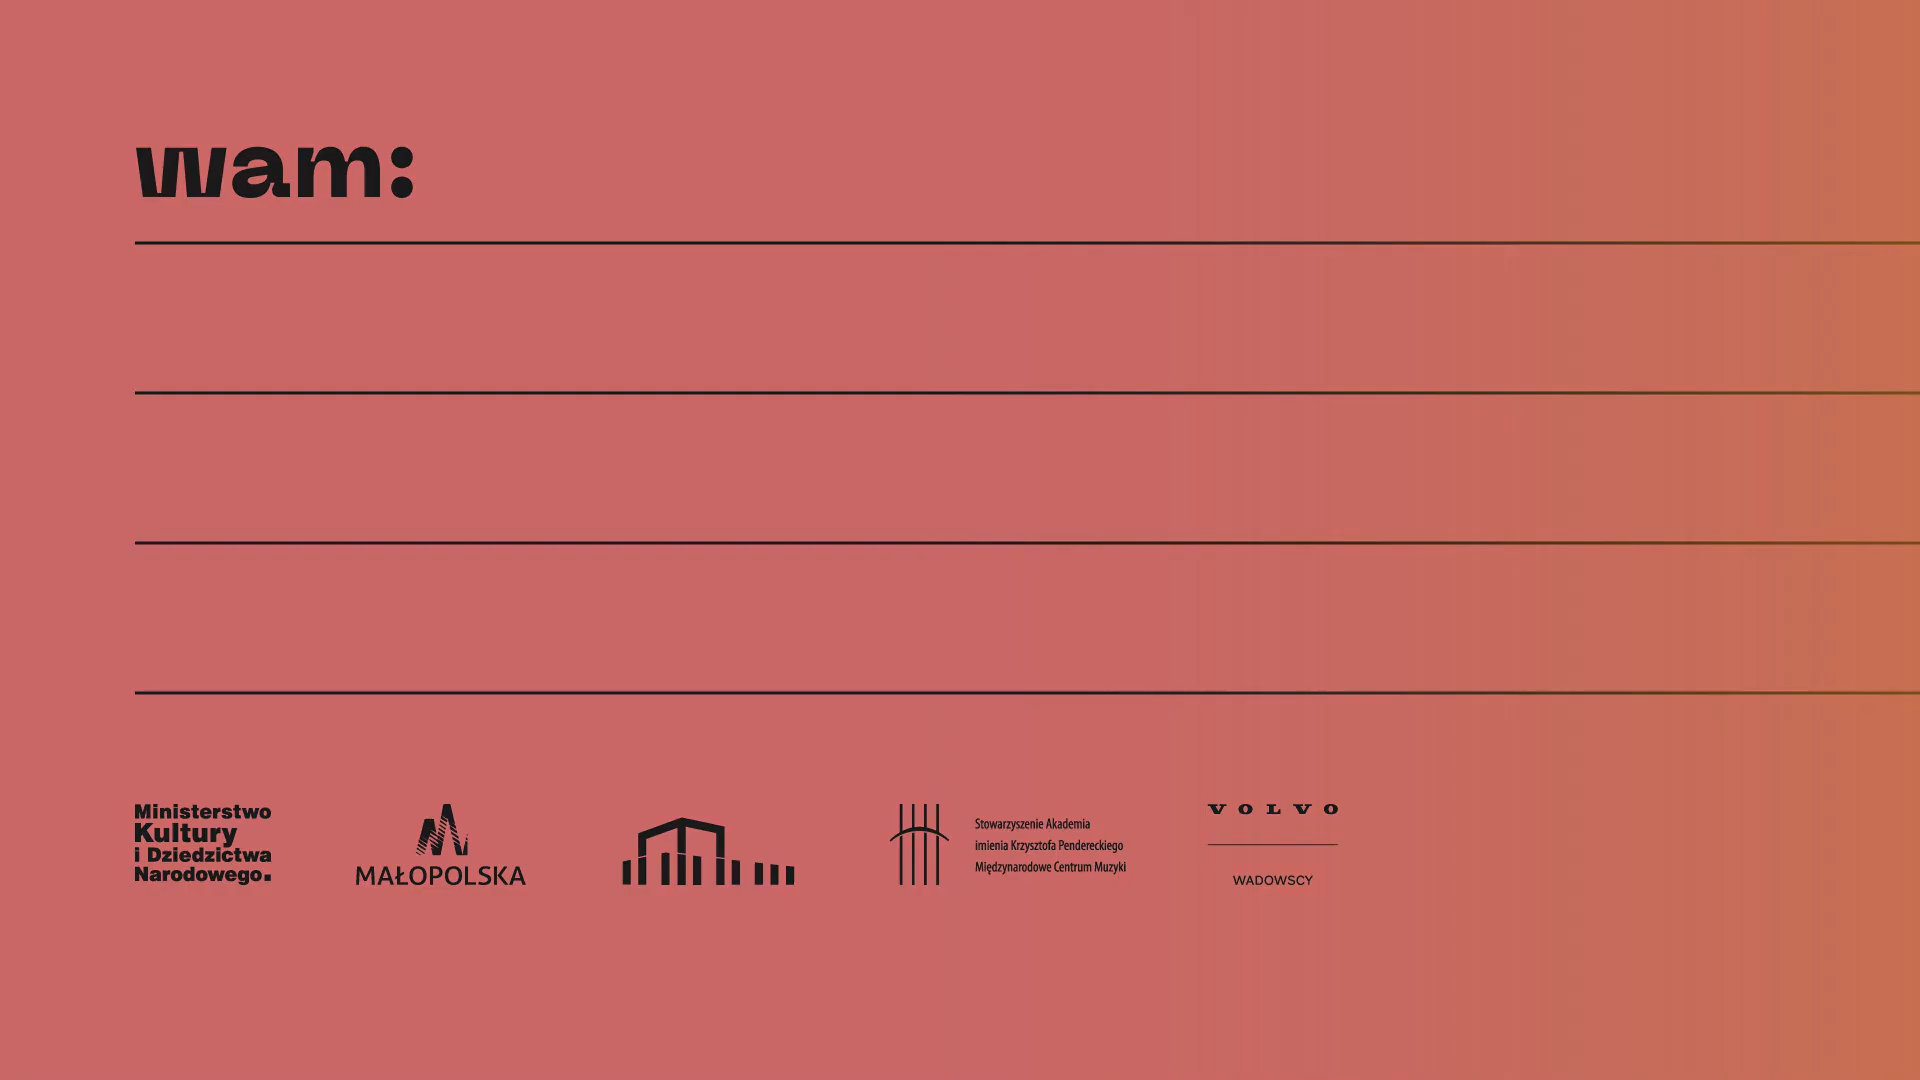 wam:
Ministerstwo
Kultury
i Dziedzictwa
Narodowego.
MAŁOPOLSKA
Stowarzyszenie Akademia
imienia Krzysztofa Pendereckiego
Międzynarodowe Centrum Muzyki
VOLVO
WADOWSCY